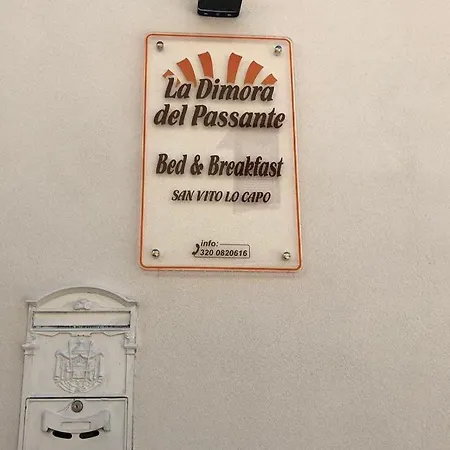 La Dimora
del Passante
Bed & Breakfast
SAN VITO LO CAPO
info:
320 0820616